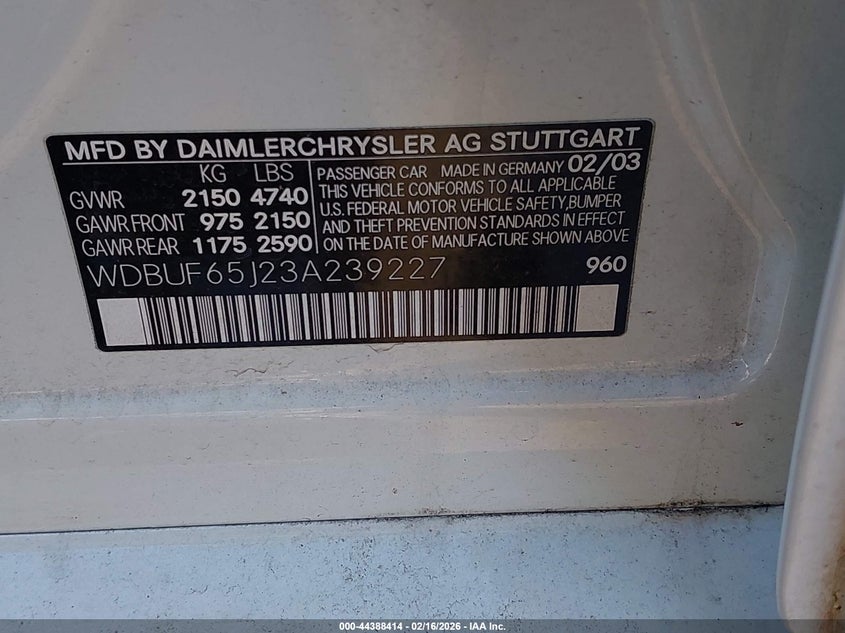 MFD BY DAIMLERCHRYSLER AG STUTTGART
KG LBS
GVWR 2150 4740
GAWR FRONT 975 2150
GAWR REAR 1175 2590
PASSENGER CAR MADE IN GERMANY 02/03
THIS VEHICLE CONFORMS TO ALL APPLICABLE
U.S. FEDERAL MOTOR VEHICLE SAFETY, BUMPER
AND THEFT PREVENTION STANDARDS IN EFFECT
ON THE DATE OF MANUFACTURE SHOWN ABOVE
WDBUF65J23A239227 960
000-44388414 - 02/16/2026 - IAA Inc.